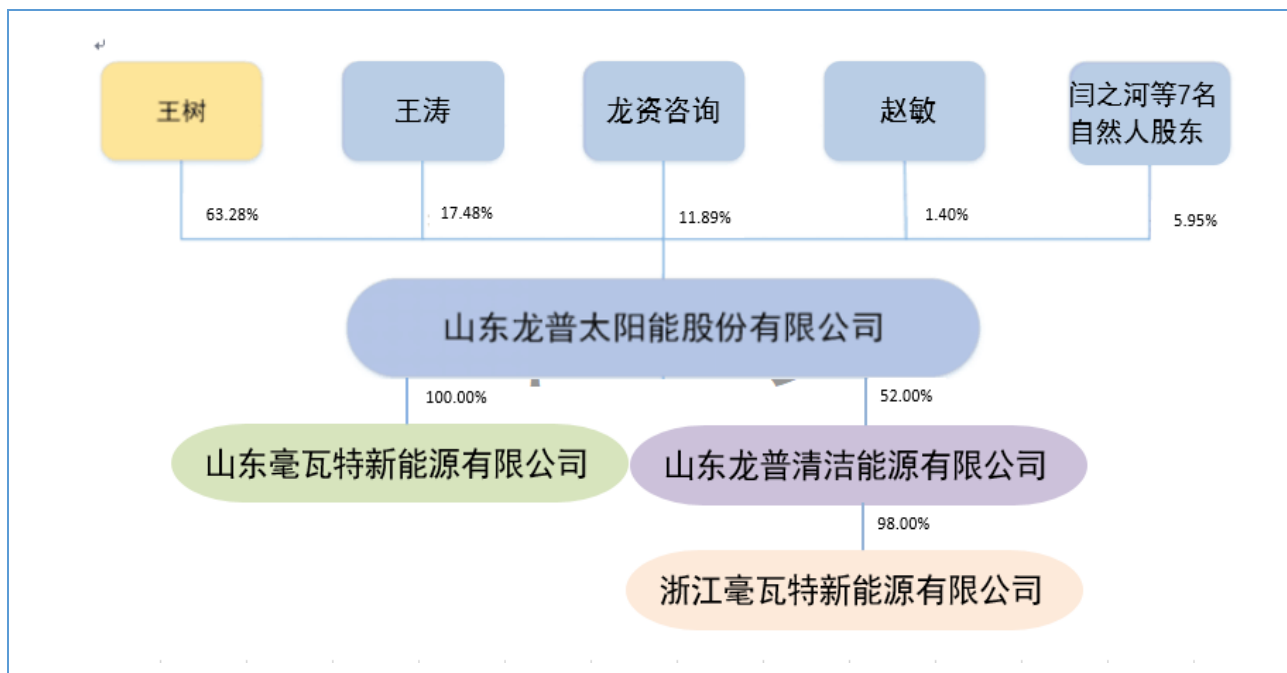 王树
王涛
龙资咨询
赵敏
闫之河等7名
自然人股东
63.28%
17.48%
11.89%
1.40%
5.95%
山东龙普太阳能股份有限公司
100.00%
52.00%
山东毫瓦特新能源有限公司
山东龙普清洁能源有限公司
98.00%
浙江毫瓦特新能源有限公司